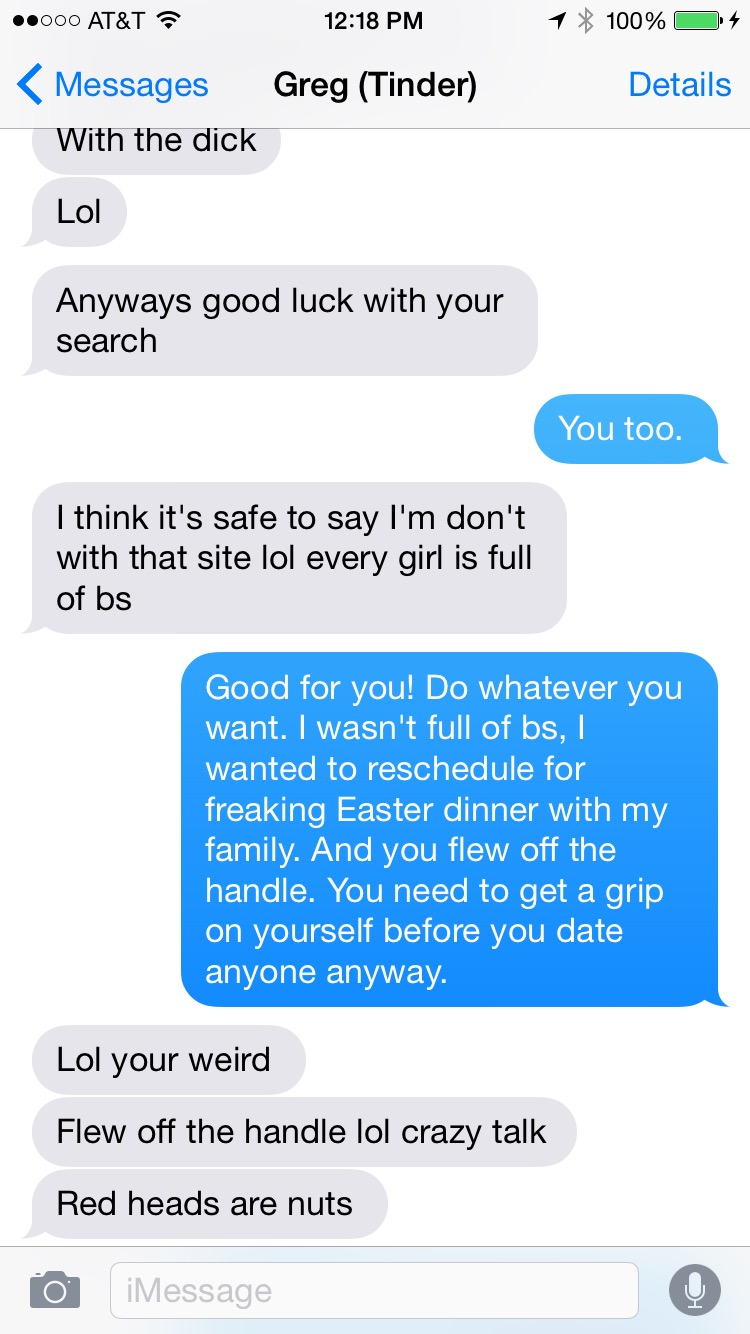 AT&T 12:18 PM 100%
Messages Greg (Tinder) Details
With the dick
Lol
Anyways good luck with your
search
You too.
I think it's safe to say I'm don't
with that site lol every girl is full
of bs
Good for you! Do whatever you
want. I wasn't full of bs, I
wanted to reschedule for
freaking Easter dinner with my
family. And you flew off the
handle. You need to get a grip
on yourself before you date
anyone anyway.
Lol your weird
Flew off the handle lol crazy talk
Red heads are nuts
iMessage